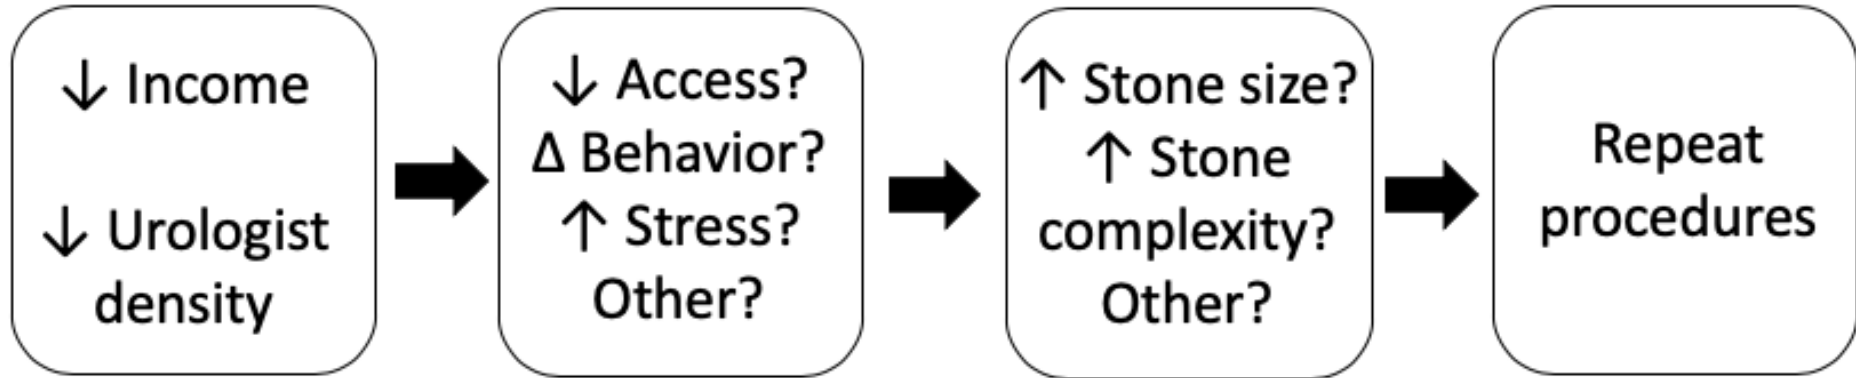 ↓ Income
↓ Urologist
density
↓ Access?
Δ Behavior?
↑ Stress?
Other?
↑ Stone size?
↑ Stone
complexity?
Other?
Repeat
procedures